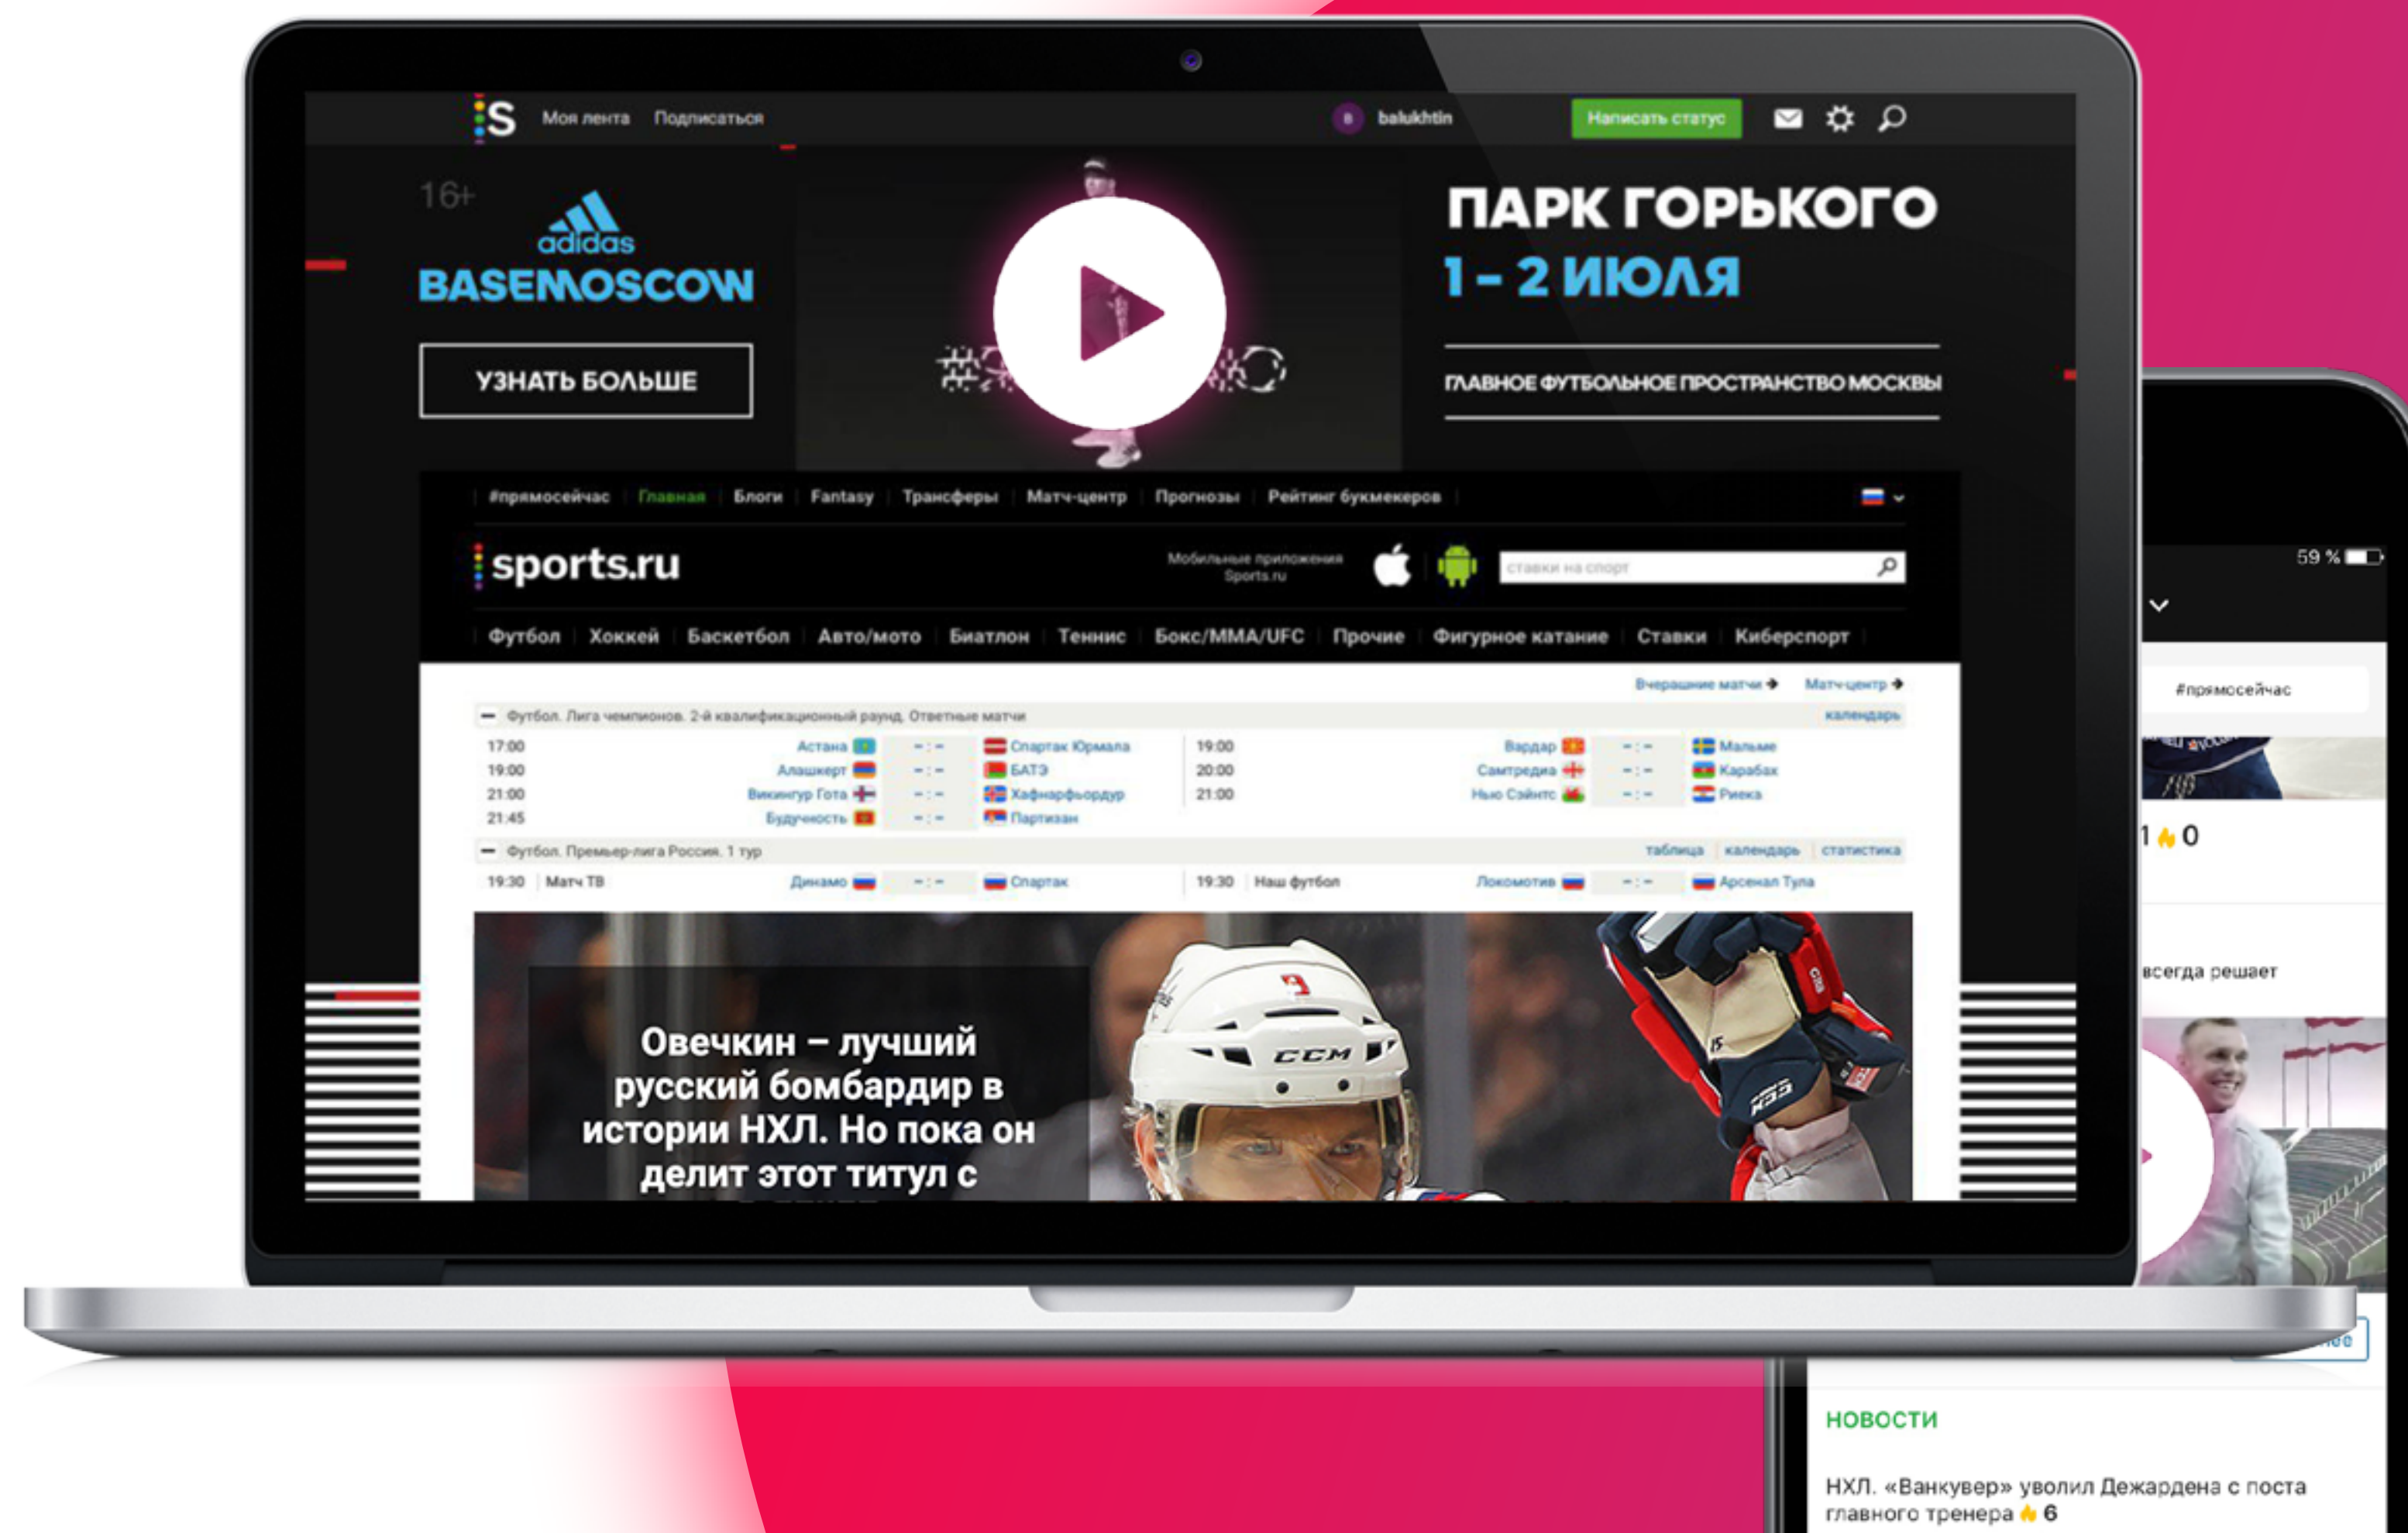 S Моя лента Подписаться
B balukhtin Написать статус
16+
adidas
BASEMOSCOW
УЗНАТЬ БОЛЬШЕ
ПАРК ГОРЬКОГО
1 – 2 ИЮЛЯ
ГЛАВНОЕ ФУТБОЛЬНОЕ ПРОСТРАНСТВО МОСКВЫ
#прямосейчас Главная Блоги Fantasy Трансферы Матч-центр Прогнозы Рейтинг букмекеров
sports.ru
Мобильные приложения
Sports.ru
ставки на спорт
Футбол Хоккей Баскетбол Авто/мото Биатлон Теннис Бокс/MMA/UFC Прочие Фигурное катание Ставки Киберспорт
Вчерашние матчи Матч-центр
Футбол. Лига чемпионов. 2-й квалификационный раунд. Ответные матчи календарь
17:00 Астана – : – Спартак Юрмала 19:00 Вардар – : – Мальме
19:00 Алашкерт – : – БАТЭ 20:00 Самтредиа – : – Карабах
21:00 Викингур Гота – : – Хафнарфьордур 21:00 Нью Сэйнтс – : – Риека
21:45 Будучность – : – Партизан
Футбол. Премьер-лига Россия. 1 тур таблица календарь статистика
19:30 Матч ТВ Динамо – : – Спартак 19:30 Наш футбол Локомотив – : – Арсенал Тула
Овечкин – лучший
русский бомбардир в
истории НХЛ. Но пока он
делит этот титул с
CCM
CCM
59 %
#прямосейчас
1 0
всегда решает
НОВОСТИ
НХЛ. «Ванкувер» уволил Дежардена с поста
главного тренера 6